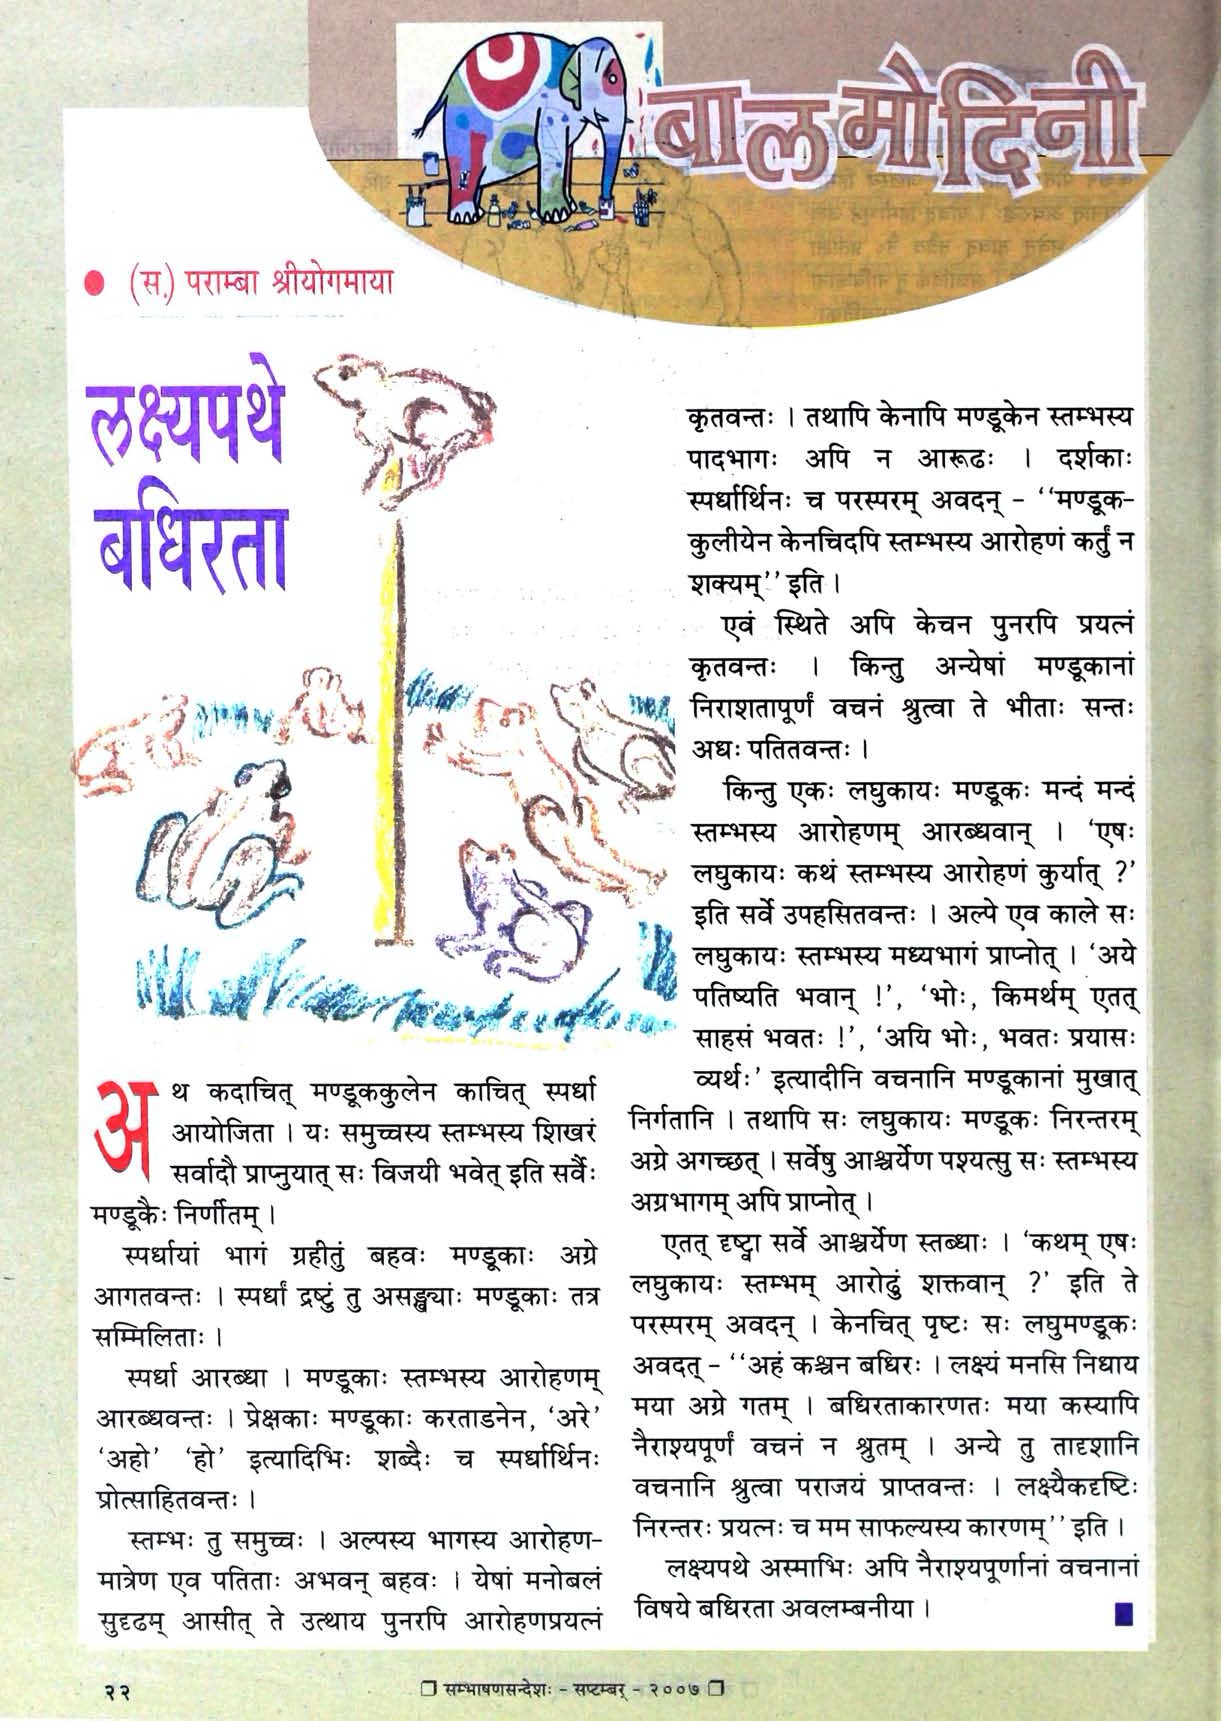 बालमोदिनी
● (स.) पराम्बा श्रीयोगमाया
लक्ष्यपथे
बधिरता
अथ कदाचित् मण्डूककुलेन काचित् स्पर्धा
आयोजिता । यः समुच्चस्य स्तम्भस्य शिखरं
सर्वादौ प्राप्नुयात् सः विजयी भवेत् इति सर्वैः
मण्डूकैः निर्णीतम् ।
स्पर्धायां भागं ग्रहीतुं बहवः मण्डूकाः अग्रे
आगतवन्तः । स्पर्धां द्रष्टुं तु असङ्ख्याः मण्डूकाः तत्र
सम्मिलिताः ।
स्पर्धा आरब्धा । मण्डूकाः स्तम्भस्य आरोहणम्
आरब्धवन्तः । प्रेक्षकाः मण्डूकाः करताडनेन, ‘अरे’
‘अहो’ ‘हो’ इत्यादिभिः शब्दैः च स्पर्धार्थिनः
प्रोत्साहितवन्तः ।
स्तम्भः तु समुच्चः । अल्पस्य भागस्य आरोहण-
मात्रेण एव पतिताः अभवन् बहवः । येषां मनोबलं
सुदृढम् आसीत् ते उत्थाय पुनरपि आरोहणप्रयत्नं
कृतवन्तः । तथापि केनापि मण्डूकेन स्तम्भस्य
पादभागः अपि न आरूढः । दर्शकाः
स्पर्धार्थिनः च परस्परम् अवदन् - ‘‘मण्डूक-
कुलीयेन केनचिदपि स्तम्भस्य आरोहणं कर्तुं न
शक्यम्’’ इति ।
एवं स्थिते अपि केचन पुनरपि प्रयत्नं
कृतवन्तः । किन्तु अन्येषां मण्डूकानां
निराशतापूर्णं वचनं श्रुत्वा ते भीताः सन्तः
अधः पतितवन्तः ।
किन्तु एकः लघुकायः मण्डूकः मन्दं मन्दं
स्तम्भस्य आरोहणम् आरब्धवान् । ‘एषः
लघुकायः कथं स्तम्भस्य आरोहणं कुर्यात् ?’
इति सर्वे उपहसितवन्तः । अल्पे एव काले सः
लघुकायः स्तम्भस्य मध्यभागं प्राप्नोत् । ‘अये
पतिष्यति भवान् !’, ‘भोः, किमर्थम् एतत्
साहसं भवतः !’, ‘अयि भोः, भवतः प्रयासः
व्यर्थः’ इत्यादीनि वचनानि मण्डूकानां मुखात्
निर्गतानि । तथापि सः लघुकायः मण्डूकः निरन्तरम्
अग्रे अगच्छत् । सर्वेषु आश्चर्येण पश्यत्सु सः स्तम्भस्य
अग्रभागम् अपि प्राप्नोत् ।
एतत् दृष्ट्वा सर्वे आश्चर्येण स्तब्धाः । ‘कथम् एषः
लघुकायः स्तम्भम् आरोढुं शक्तवान् ?’ इति ते
परस्परम् अवदन् । केनचित् पृष्टः सः लघुमण्डूकः
अवदत् - ‘‘अहं कश्चन बधिरः । लक्ष्यं मनसि निधाय
मया अग्रे गतम् । बधिरताकारणतः मया कस्यापि
नैराश्यपूर्णं वचनं न श्रुतम् । अन्ये तु तादृशानि
वचनानि श्रुत्वा पराजयं प्राप्तवन्तः । लक्ष्यैकदृष्टिः
निरन्तरः प्रयत्नः च मम साफल्यस्य कारणम्’’ इति ।
लक्ष्यपथे अस्माभिः अपि नैराश्यपूर्णानां वचनानां
विषये बधिरता अवलम्बनीया ।
२२
❐ सम्भाषणसन्देशः - सप्टम्बर् - २००७ ❐